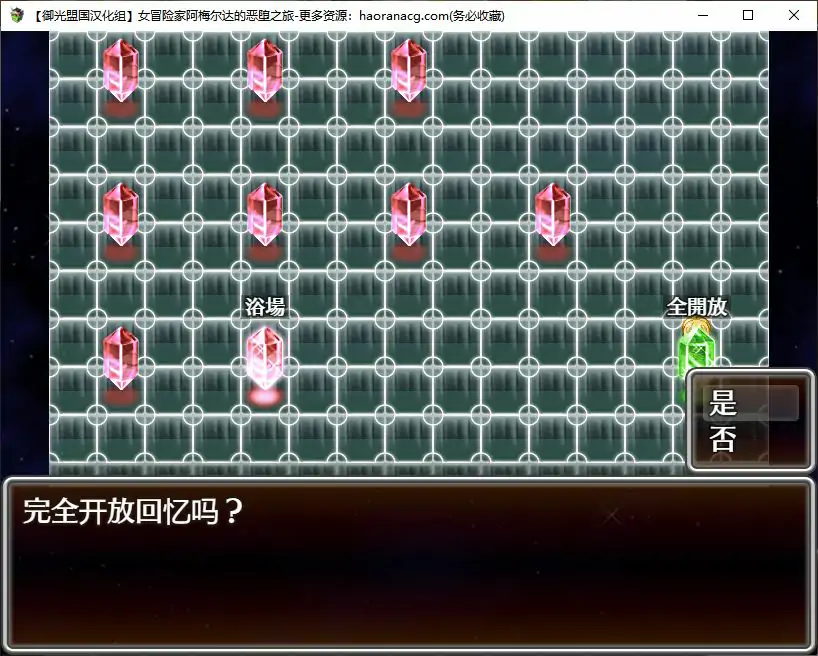 【御光盟国汉化组】女冒险家阿梅尔达的恶堕之旅-更多资源：haoranacg.com(务必收藏)
浴場
全開放
是
否
完全开放回忆吗？